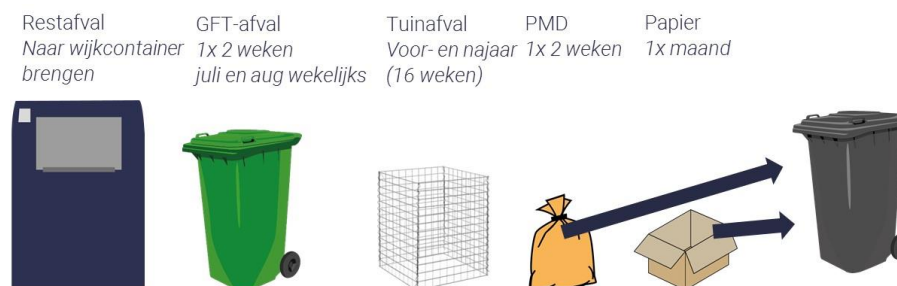 Restafval
Naar wijkcontainer
brengen
GFT-afval
1x 2 weken
juli en aug wekelijks
Tuinafval
Voor- en najaar
(16 weken)
PMD
1x 2 weken
Papier
1x maand